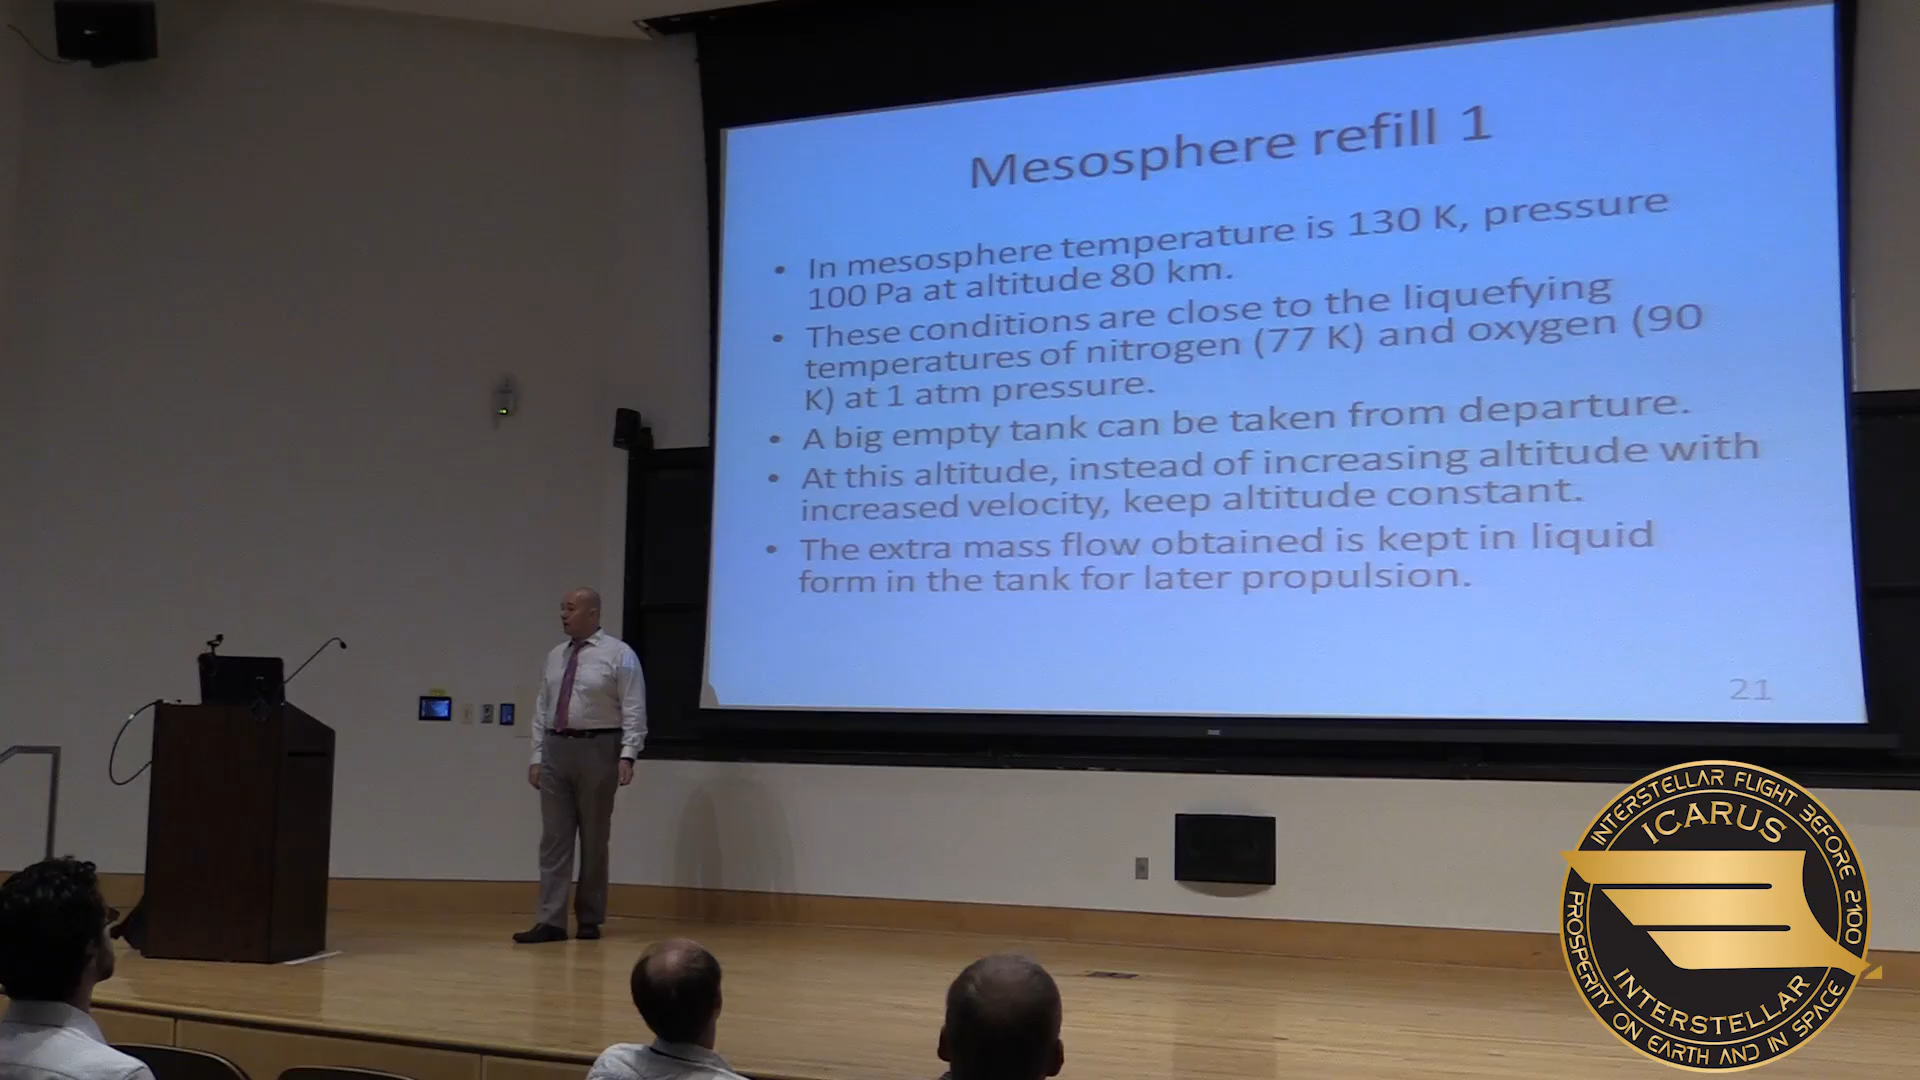 Mesosphere refill 1
• In mesosphere temperature is 130 K, pressure
100 Pa at altitude 80 km.
• These conditions are close to the liquefying
temperatures of nitrogen (77 K) and oxygen (90
K) at 1 atm pressure.
• A big empty tank can be taken from departure.
• At this altitude, instead of increasing altitude with
increased velocity, keep altitude constant.
• The extra mass flow obtained is kept in liquid
form in the tank for later propulsion.
21
INTERSTELLAR FLIGHT BEFORE 2100
ICARUS
INTERSTELLAR
PROSPERITY ON EARTH AND IN SPACE